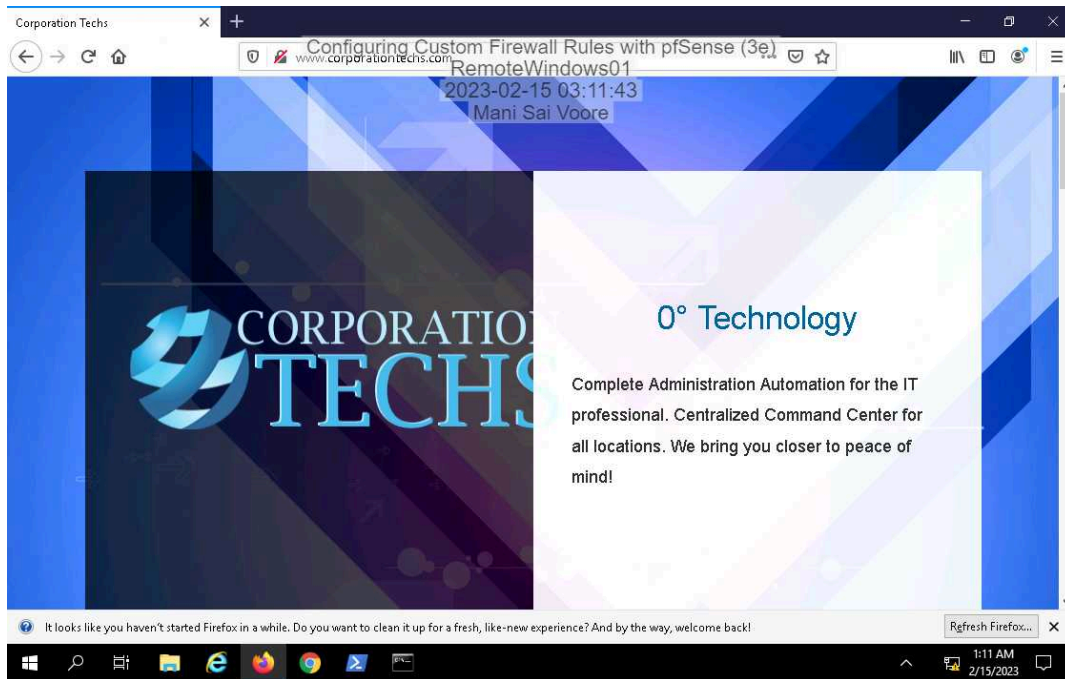 Corporation Techs
Configuring Custom Firewall Rules with pfSense (3e)
www.corporationtechs.com
RemoteWindows01
2023-02-15 03:11:43
Mani Sai Voore
CORPORATIO
TECHS
0° Technology
Complete Administration Automation for the IT
professional. Centralized Command Center for
all locations. We bring you closer to peace of
mind!
It looks like you haven't started Firefox in a while. Do you want to clean it up for a fresh, like-new experience? And by the way, welcome back!
Refresh Firefox...
1:11 AM
2/15/2023